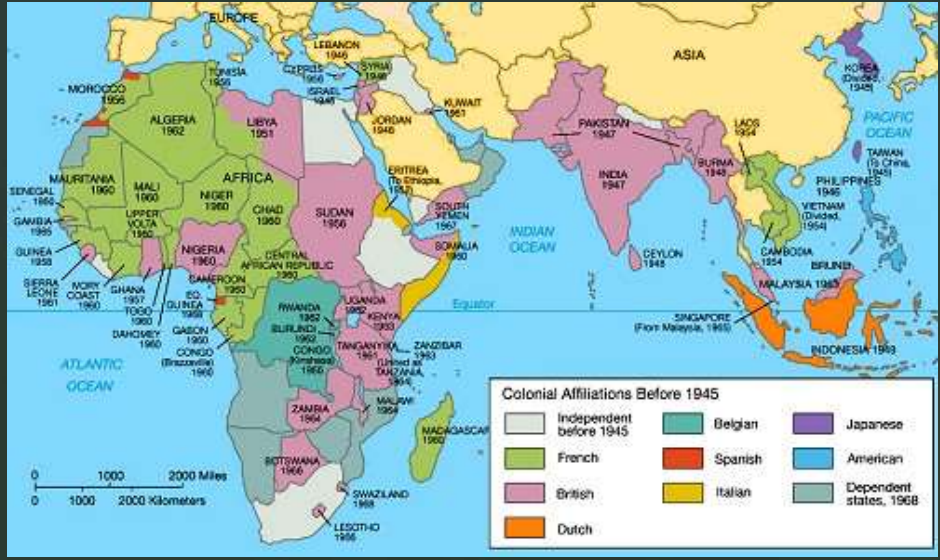 EUROPE
LEBANON
1946
CYPRUS
SYRIA
1946
ISRAEL
TUNISIA
1956
MOROCCO
1956
ALGERIA
1962
LIBYA
1951
JORDAN
1946
KUWAIT
1961
ASIA
KOREA
(Divided,
1945)
PACIFIC
OCEAN
PAKISTAN
1947
LAOS
1954
TAIWAN
(To China,
1945)
INDIA
1947
BURMA
1948
PHILIPPINES
1946
VIETNAM
(Divided,
1954)
CAMBODIA
1954
AFRICA
MAURITANIA
1960
MALI
1960
NIGER
1960
CHAD
1960
SUDAN
1956
ERITREA
(To Ethiopia,
SOUTH
YEMEN
1967
SENEGAL
1960
GAMBIA
1965
GUINEA
1958
UPPER
VOLTA
1960
NIGERIA
1960
CENTRAL
AFRICAN REPUBLIC
1960
SOMALIA
1960
INDIAN
OCEAN
CEYLON
1948
BRUNEI
MALAYSIA 1963
SIERRA
LEONE
1961
IVORY
COAST
1960
GHANA
1957
TOGO
1960
DAHOMEY
1960
CAMEROON
1960
EQ.
GUINEA
1968
GABON
1960
CONGO
(Brazzaville)
1960
RWANDA
1962
BURUNDI
1962
CONGO
(Kinshasa)
1960
UGANDA
1962
KENYA
1963
Equator
SINGAPORE
(From Malaysia, 1965)
INDONESIA 1949
TANGANYIKA
1961
(United as
TANZANIA,
1964)
ZANZIBAR
1963
ATLANTIC
OCEAN
MALAWI
1964
ZAMBIA
1964
MADAGASCAR
1960
BOTSWANA
1966
SWAZILAND
1968
LESOTHO
1966
0 1000 2000 Miles
0 1000 2000 Kilometers
Colonial Affiliations Before 1945
Independent
before 1945
French
British
Dutch
Belgian
Spanish
Italian
Japanese
American
Dependent
states, 1968